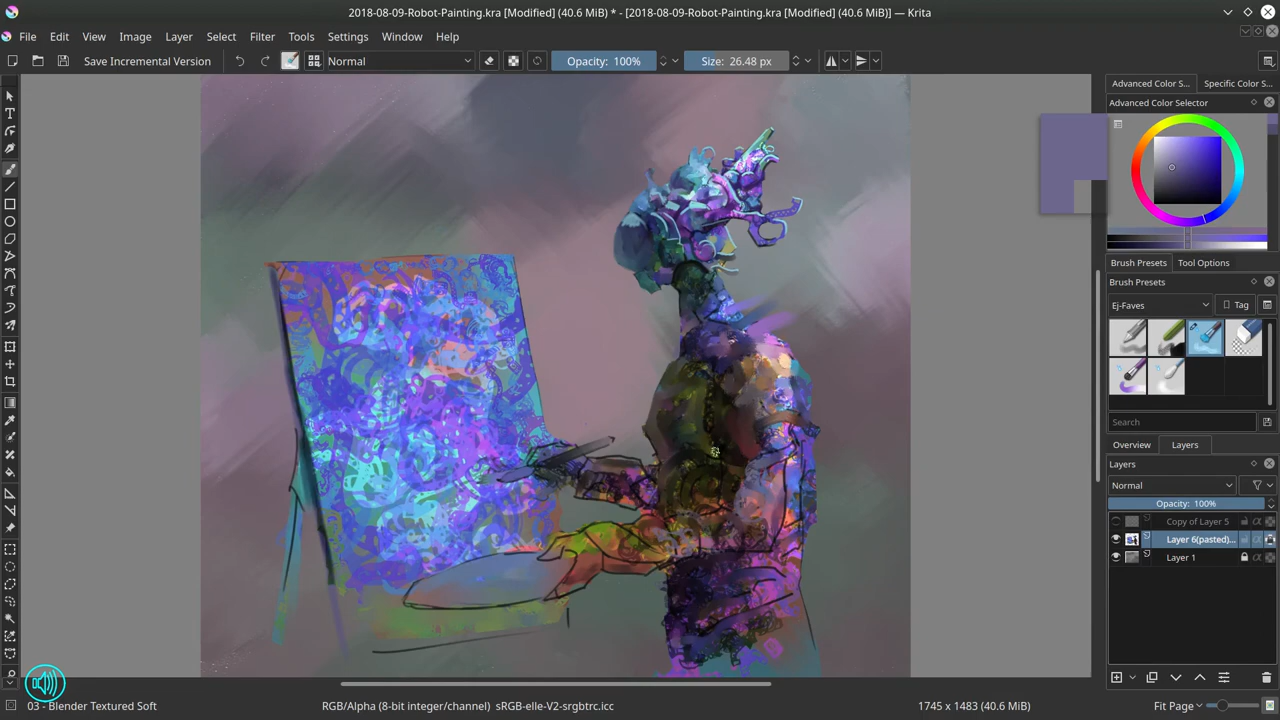 2018-08-09-Robot-Painting.kra [Modified] (40.6 MiB) * - [2018-08-09-Robot-Painting.kra [Modified] (40.6 MiB)] — Krita
File Edit View Image Layer Select Filter Tools Settings Window Help
Save Incremental Version Normal Opacity: 100% Size: 26.48 px
Advanced Color S... Specific Color S...
Advanced Color Selector
Brush Presets Tool Options
Brush Presets
Ej-Faves Tag
Search
Overview Layers
Layers
Normal
Opacity: 100%
Copy of Layer 5
Layer 6(pasted)...
Layer 1
03 - Blender Textured Soft RGB/Alpha (8-bit integer/channel) sRGB-elle-V2-srgbtrc.icc 1745 x 1483 (40.6 MiB) Fit Page